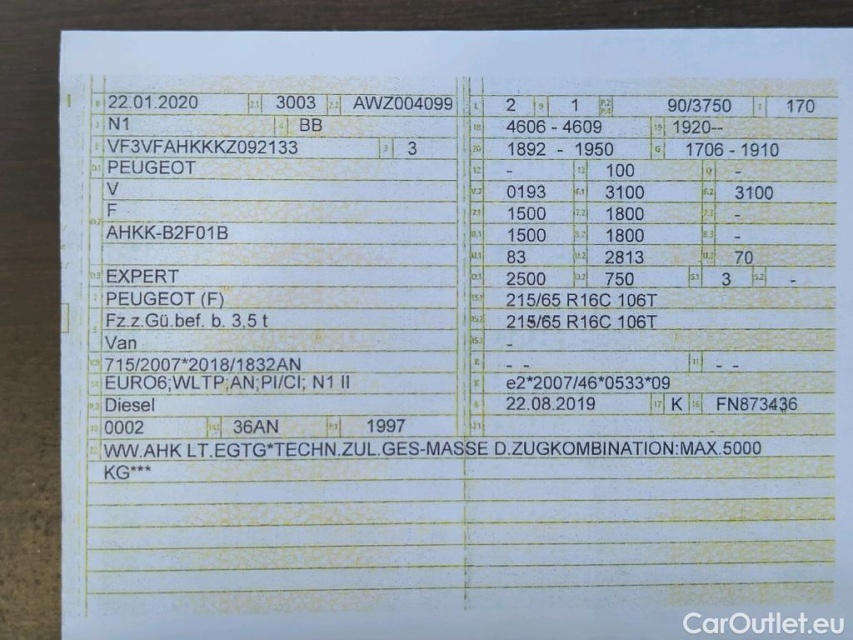 22.01.2020 3003 AWZ004099 2 1 90/3750 170
N1 BB 4606 - 4609 1920--
VF3VFAHKKKZ092133 3 1892 - 1950 1706 - 1910
PEUGEOT - 100 -
V 0193 3100 3100
F 1500 1800 -
AHKK-B2F01B 1500 1800 -
83 2813 70
EXPERT 2500 750 3 -
PEUGEOT (F) 215/65 R16C 106T
Fz.z.Gü.bef. b. 3,5 t 215/65 R16C 106T
Van -
715/2007*2018/1832AN - - - -
EURO6;WLTP;AN;PI/CI; N1 II e2*2007/46*0533*09
Diesel 22.08.2019 K FN873436
0002 36AN 1997
WW.AHK LT.EGTG*TECHN.ZUL.GES-MASSE D.ZUGKOMBINATION:MAX.5000
KG***
CarOutlet.eu